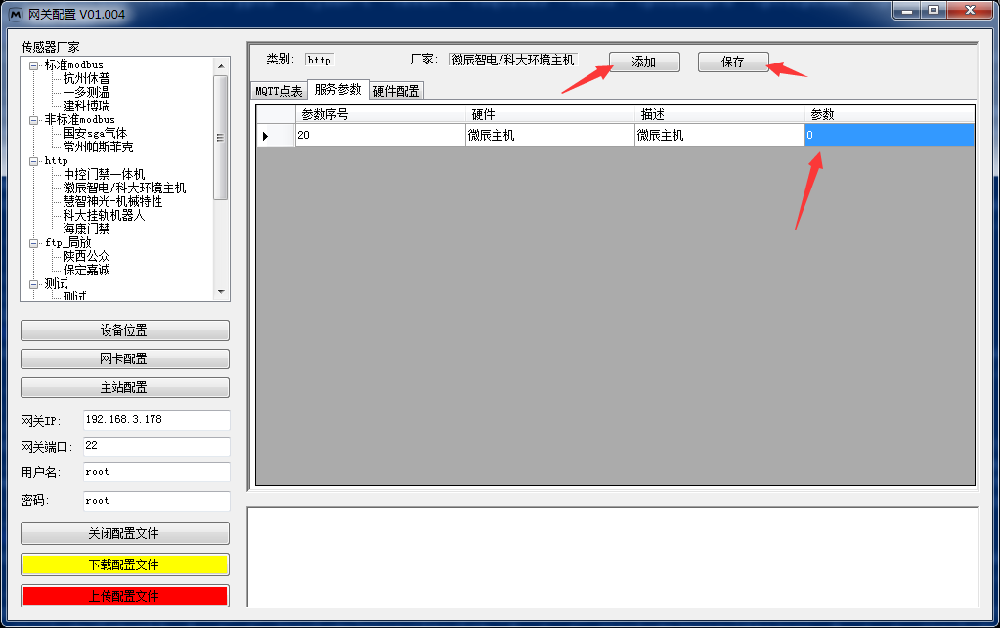 网关配置 V01.004
传感器厂家
标准modbus
杭州休普
一多测温
建科博瑞
非标准modbus
国安sga气体
常州帕斯菲克
http
中控门禁一体机
徽辰智电/科大环境主机
慧智神光-机械特性
科大挂轨机器人
海康门禁
ftp_局放
陕西公众
保定嘉诚
测试
测试
设备位置
网卡配置
主站配置
网关IP: 192.168.3.178
网关端口: 22
用户名: root
密码: root
关闭配置文件
下载配置文件
上传配置文件
类别: http 厂家: 徽辰智电/科大环境主机 添加 保存
MQTT点表 服务参数 硬件配置
参数序号 硬件 描述 参数
20 徽辰主机 徽辰主机 0